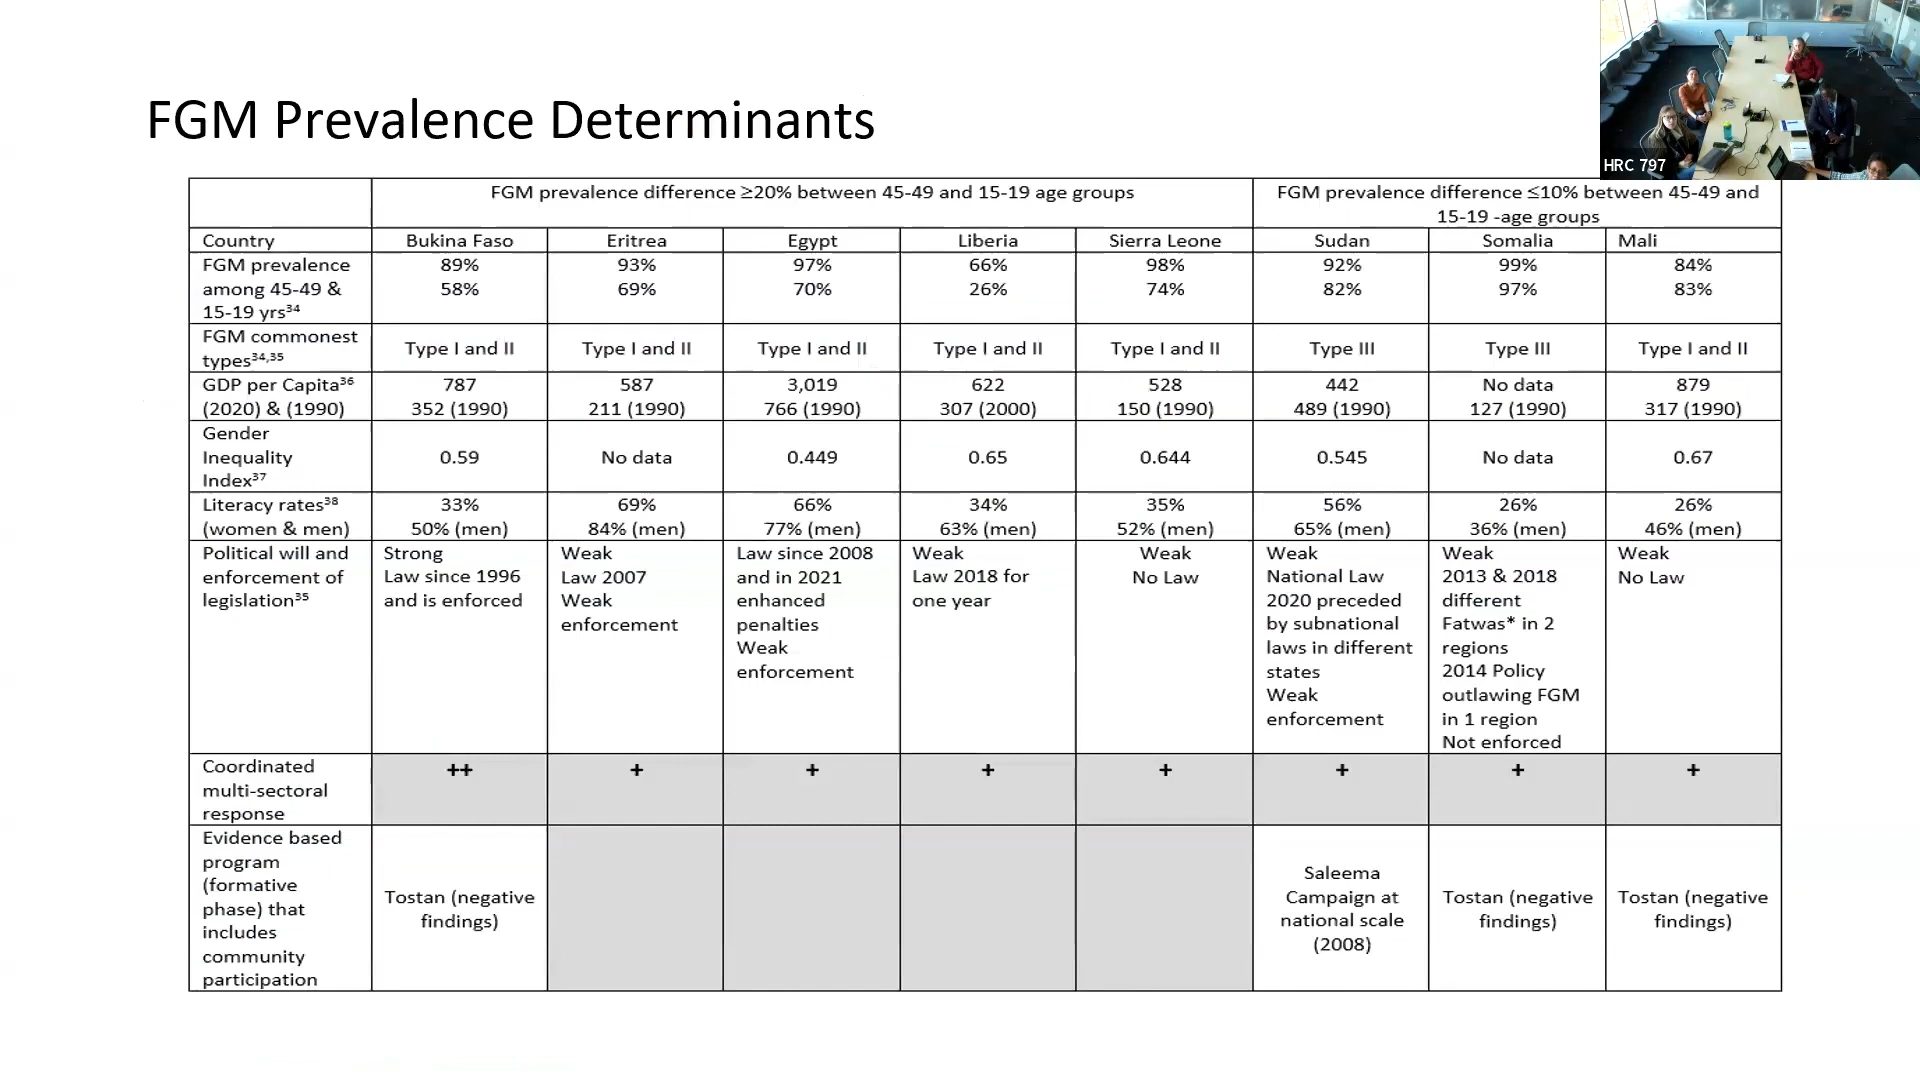 HRC 797
FGM Prevalence Determinants
FGM prevalence difference ≥20% between 45-49 and 15-19 age groups
FGM prevalence difference ≤10% between 45-49 and
15-19 -age groups
Country
Bukina Faso
Eritrea
Egypt
Liberia
Sierra Leone
Sudan
Somalia
Mali
FGM prevalence
among 45-49 &
15-19 yrs³⁴
89%
58%
93%
69%
97%
70%
66%
26%
98%
74%
92%
82%
99%
97%
84%
83%
FGM commonest
types³⁴,³⁵
Type I and II
Type I and II
Type I and II
Type I and II
Type I and II
Type III
Type III
Type I and II
GDP per Capita³⁶
(2020) & (1990)
787
352 (1990)
587
211 (1990)
3,019
766 (1990)
622
307 (2000)
528
150 (1990)
442
489 (1990)
No data
127 (1990)
879
317 (1990)
Gender
Inequality
Index³⁷
0.59
No data
0.449
0.65
0.644
0.545
No data
0.67
Literacy rates³⁸
(women & men)
33%
50% (men)
69%
84% (men)
66%
77% (men)
34%
63% (men)
35%
52% (men)
56%
65% (men)
26%
36% (men)
26%
46% (men)
Political will and
enforcement of
legislation³⁵
Strong
Law since 1996
and is enforced
Weak
Law 2007
Weak
enforcement
Law since 2008
and in 2021
enhanced
penalties
Weak
enforcement
Weak
Law 2018 for
one year
Weak
No Law
Weak
National Law
2020 preceded
by subnational
laws in different
states
Weak
enforcement
Weak
2013 & 2018
different
Fatwas* in 2
regions
2014 Policy
outlawing FGM
in 1 region
Not enforced
Weak
No Law
Coordinated
multi-sectoral
response
++
+
+
+
+
+
+
+
Evidence based
program
(formative
phase) that
includes
community
participation
Tostan (negative
findings)
Saleema
Campaign at
national scale
(2008)
Tostan (negative
findings)
Tostan (negative
findings)